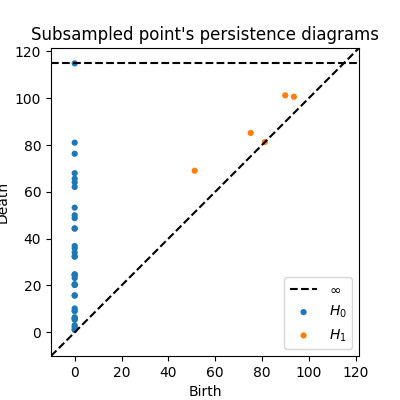 Subsampled point's persistence diagrams
120
100
80
60
40
20
0
Death
0 20 40 60 80 100 120
Birth
∞
H₀
H₁